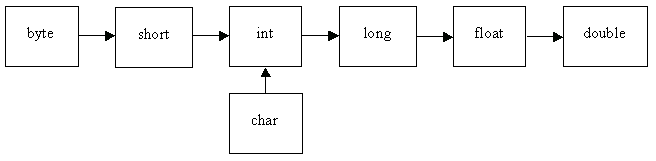 byte
short
int
long
float
double
char